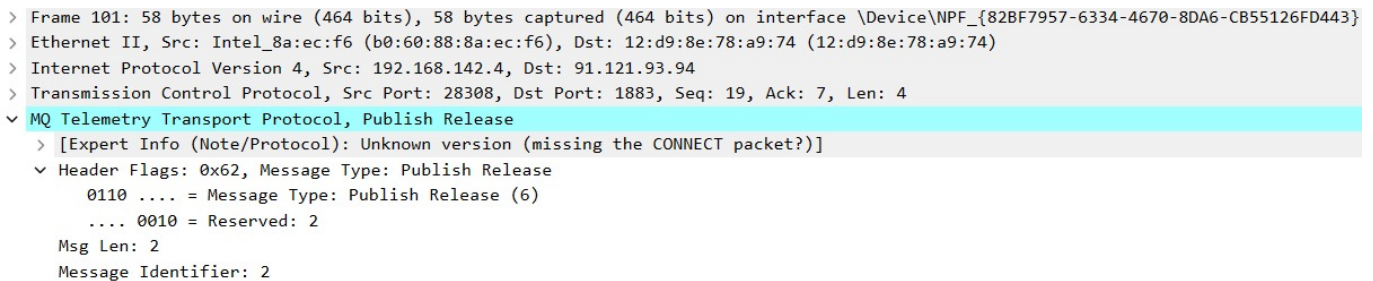 > Frame 101: 58 bytes on wire (464 bits), 58 bytes captured (464 bits) on interface \Device\NPF_{82BF7957-6334-4670-8DA6-CB55126FD443}
> Ethernet II, Src: Intel_8a:ec:f6 (b0:60:88:8a:ec:f6), Dst: 12:d9:8e:78:a9:74 (12:d9:8e:78:a9:74)
> Internet Protocol Version 4, Src: 192.168.142.4, Dst: 91.121.93.94
> Transmission Control Protocol, Src Port: 28308, Dst Port: 1883, Seq: 19, Ack: 7, Len: 4
MQ Telemetry Transport Protocol, Publish Release
> [Expert Info (Note/Protocol): Unknown version (missing the CONNECT packet?)]
Header Flags: 0x62, Message Type: Publish Release
0110 .... = Message Type: Publish Release (6)
.... 0010 = Reserved: 2
Msg Len: 2
Message Identifier: 2